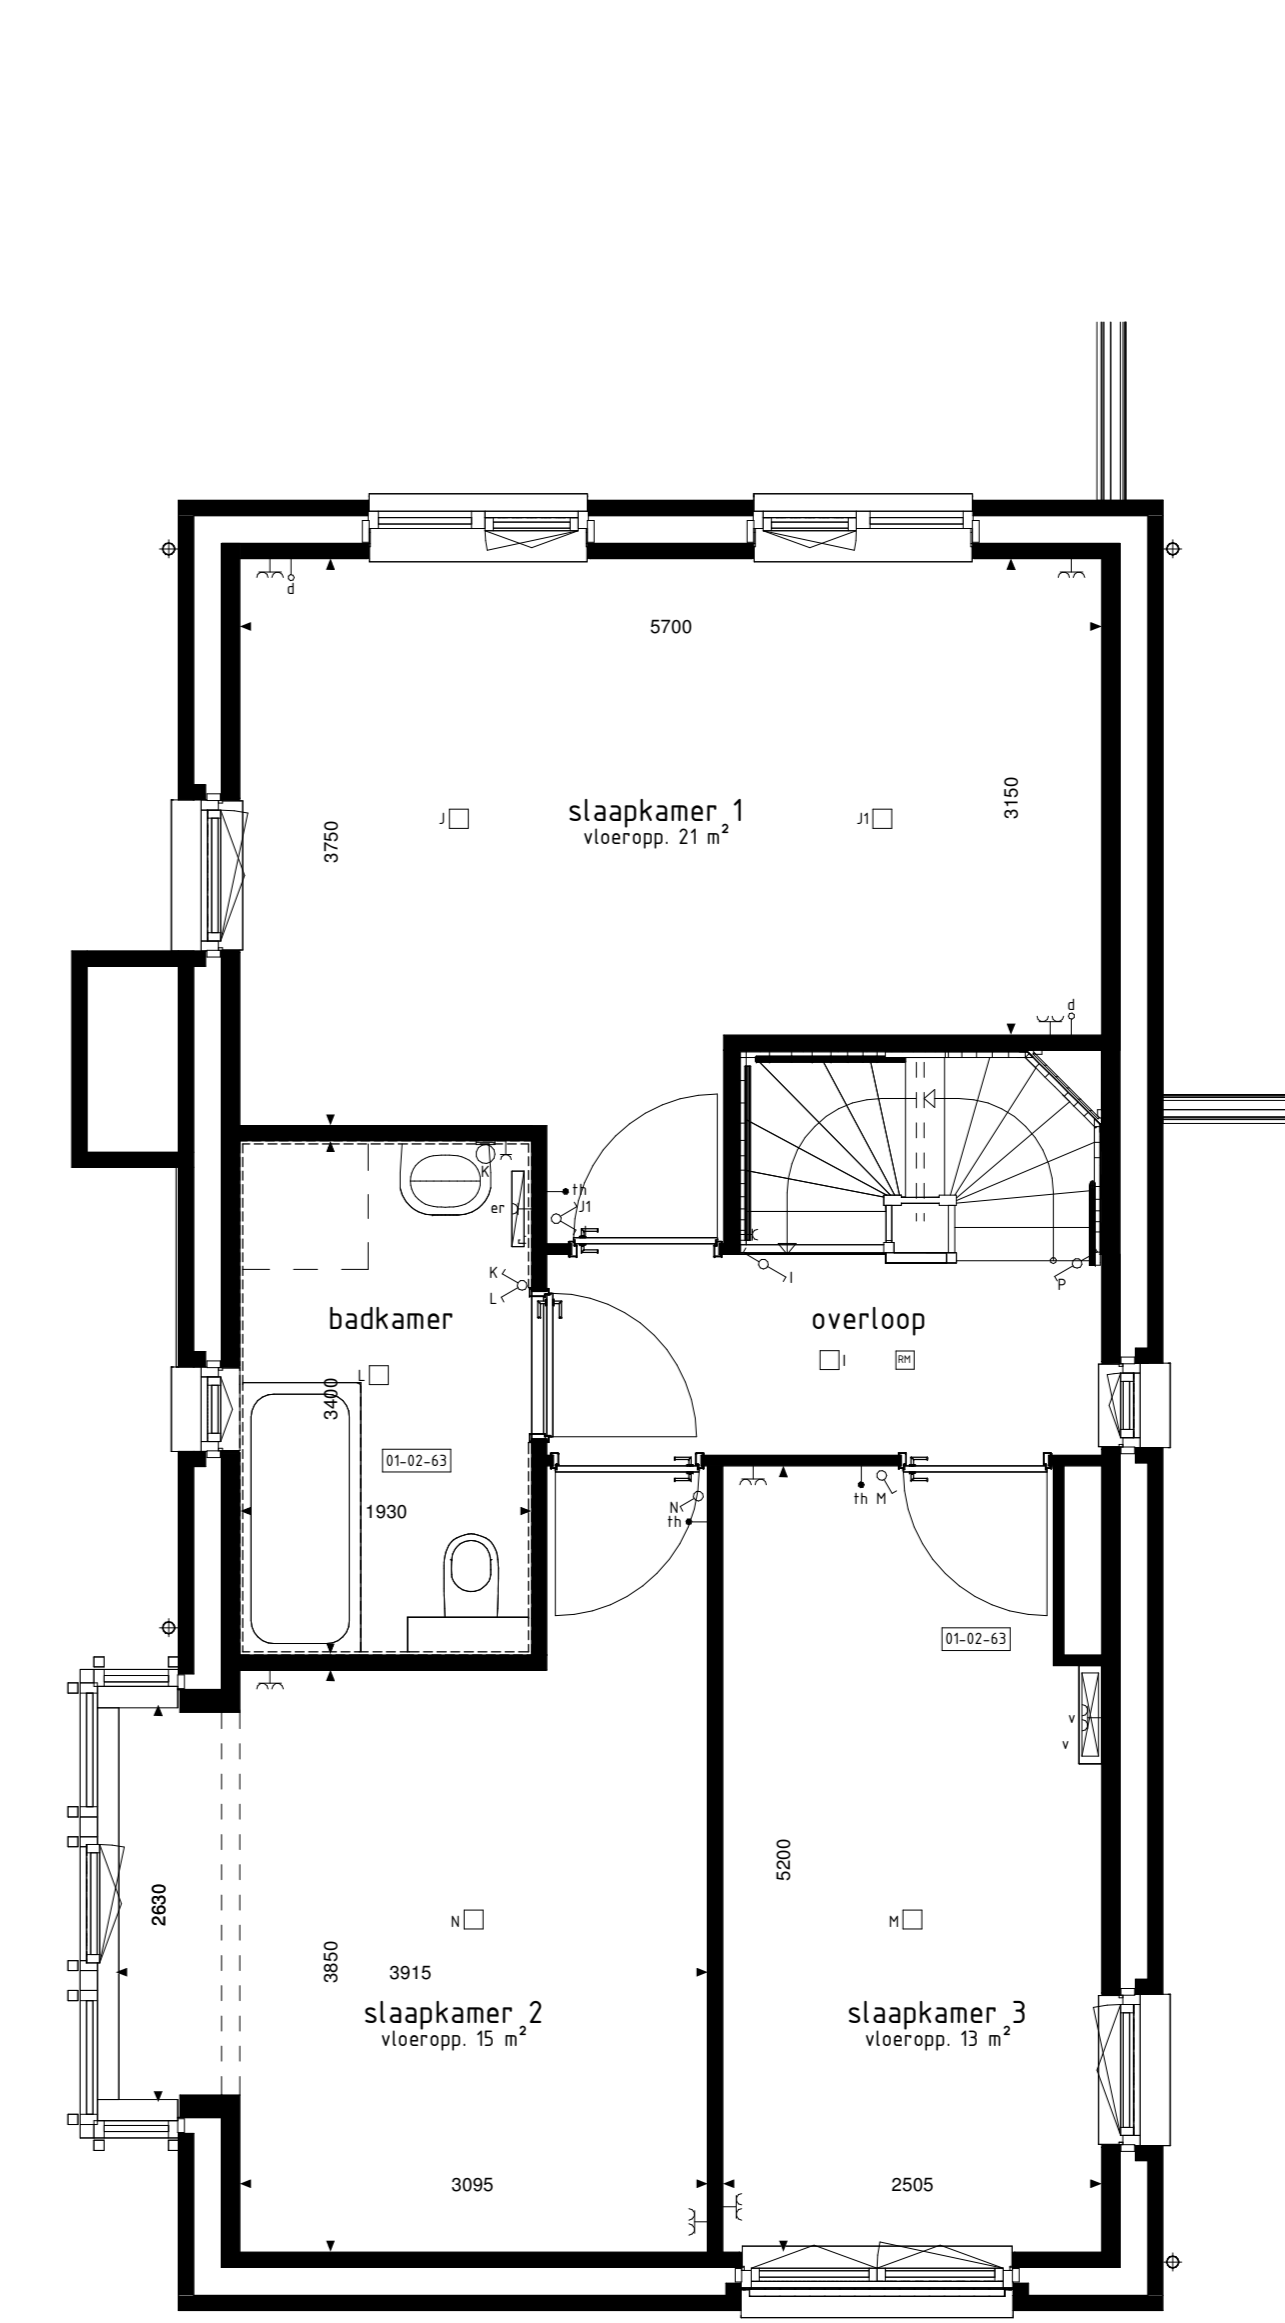 d
5700
slaapkamer 1
vloeropp. 21 m²
J
J1
3150
3750
d
K
th
J1
er
K
L
I
P
badkamer
overloop
L
I
RM
3400
01-02-63
1930
N
th
th M
01-02-63
v
v
5200
2630
N
M
3850
3915
slaapkamer 2
vloeropp. 15 m²
slaapkamer 3
vloeropp. 13 m²
3095
2505